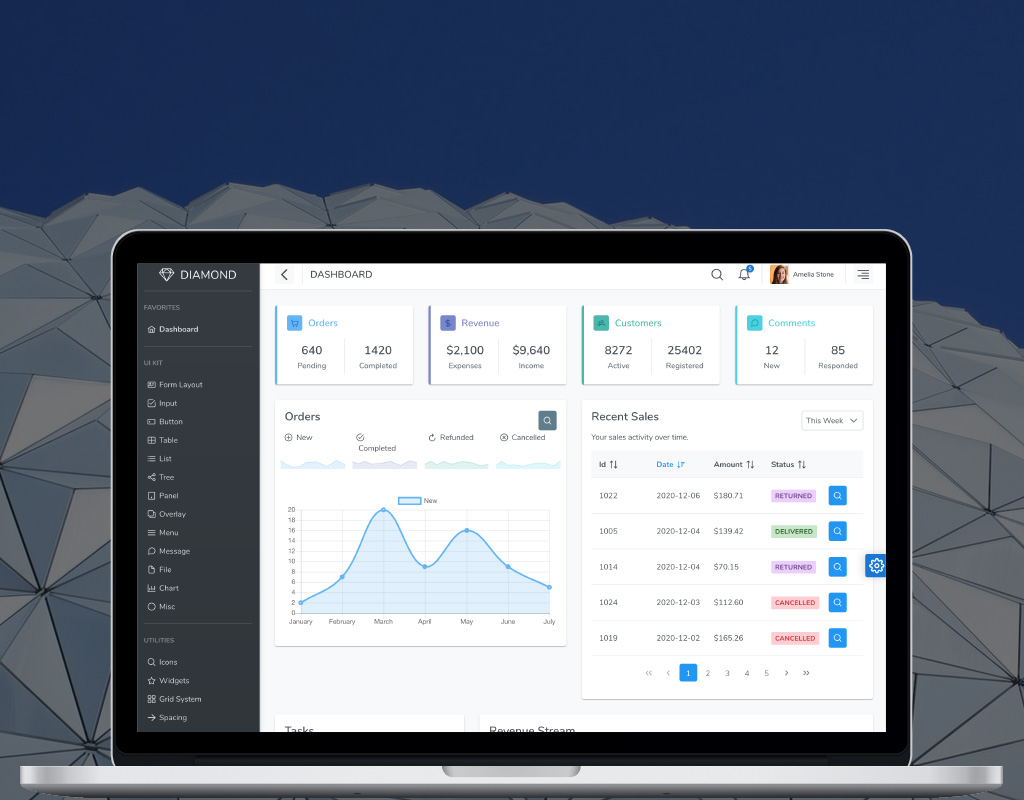 DIAMOND
DASHBOARD
5
Amelia Stone
FAVORITES
Dashboard
UI KIT
Form Layout
Input
Button
Table
List
Tree
Panel
Overlay
Menu
Message
File
Chart
Misc
UTILITIES
Icons
Widgets
Grid System
Spacing
Orders
640 1420
Pending Completed
$ Revenue
$2,100 $9,640
Expenses Income
Customers
8272 25402
Active Registered
Comments
12 85
New Responded
Orders
New Completed Refunded Cancelled
New
20
18
16
14
12
10
8
6
4
2
0
January February March April May June July
Recent Sales
This Week
Your sales activity over time.
Id Date Amount Status
1022 2020-12-06 $180.71 RETURNED
1005 2020-12-04 $139.42 DELIVERED
1014 2020-12-04 $70.15 RETURNED
1024 2020-12-03 $112.60 CANCELLED
1019 2020-12-02 $165.26 CANCELLED
« ‹ 1 2 3 4 5 › »
Tasks
Revenue Stream